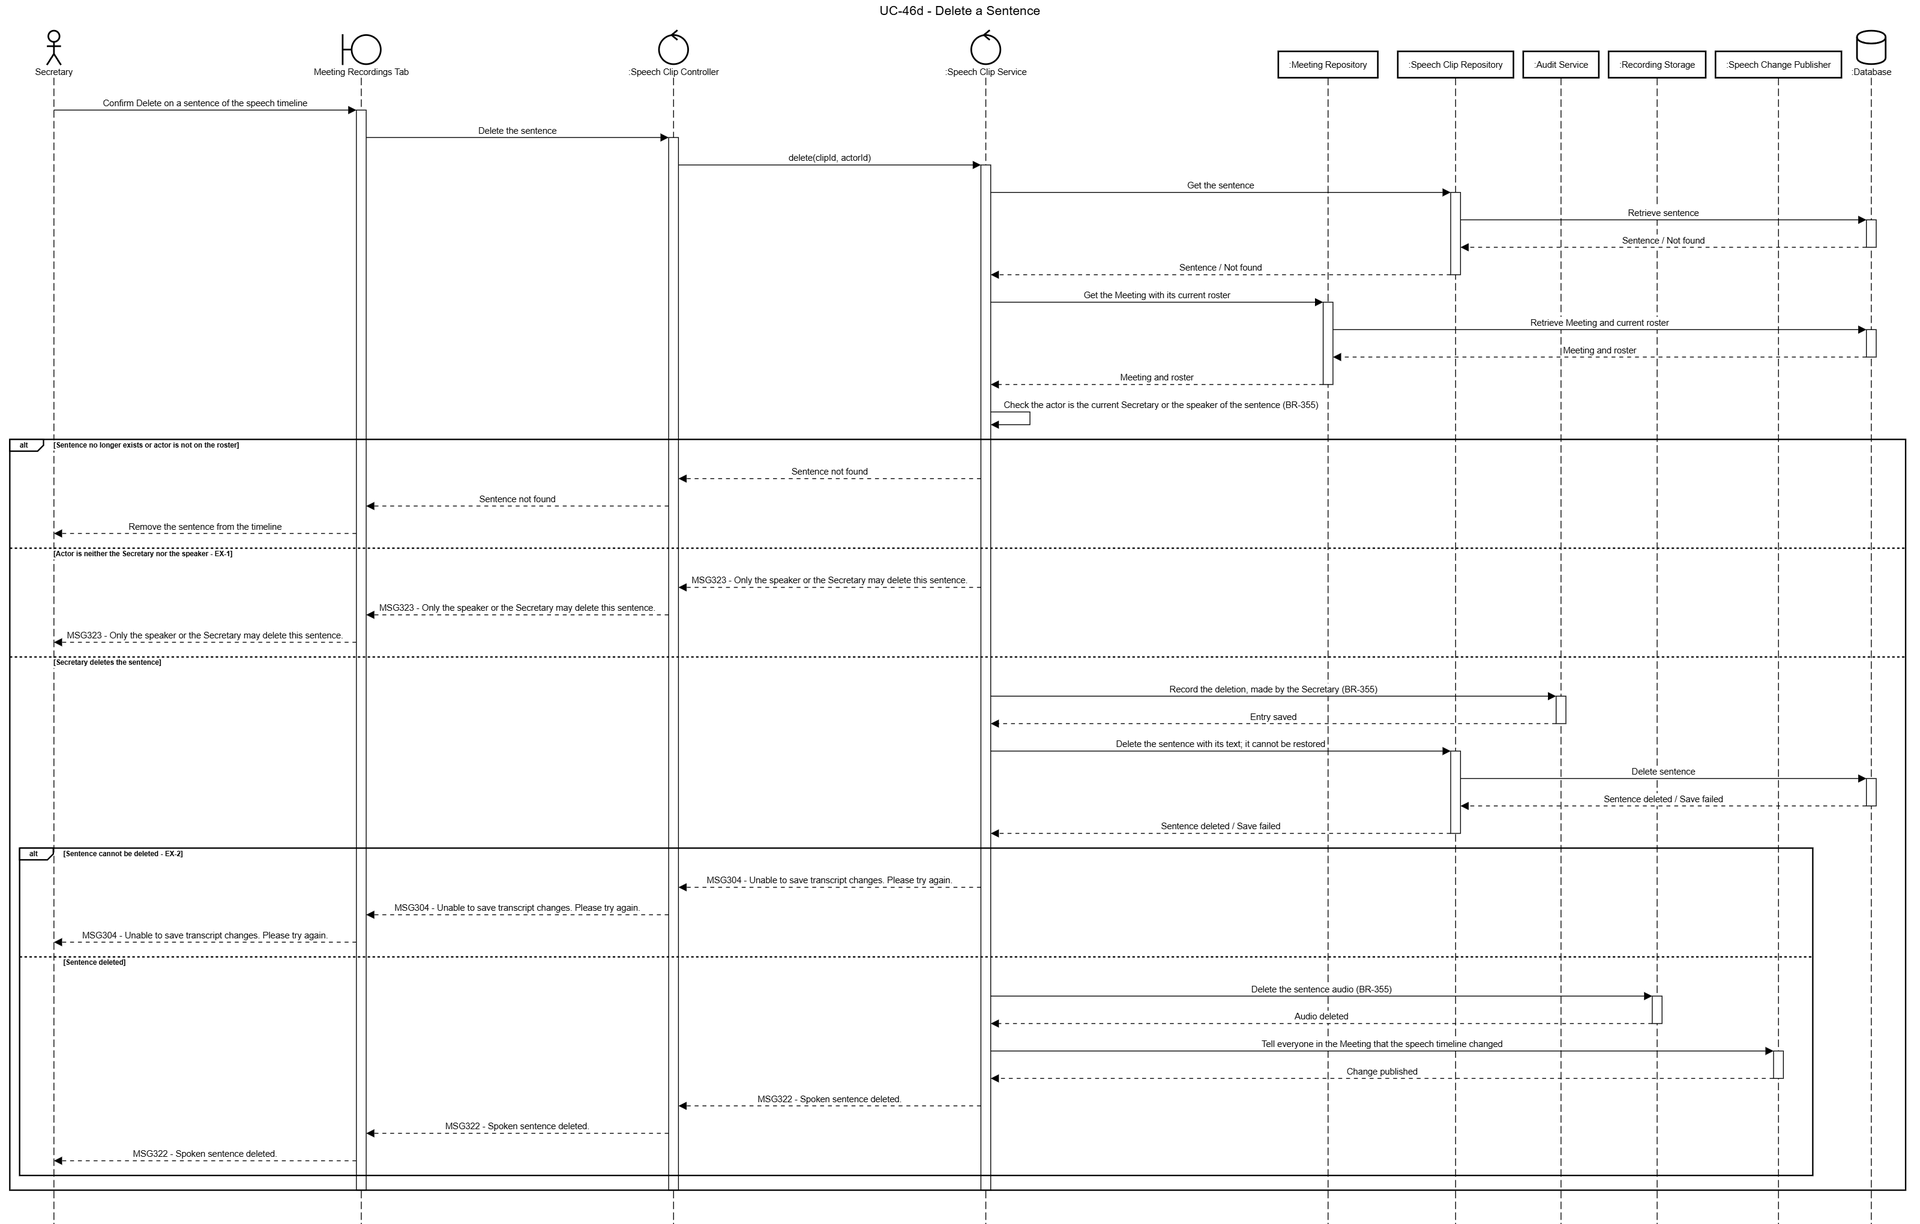 UC-46d - Delete a Sentence
Secretary
Meeting Recordings Tab
:Speech Clip Controller
:Speech Clip Service
:Meeting Repository
:Speech Clip Repository
:Audit Service
:Recording Storage
:Speech Change Publisher
:Database
Confirm Delete on a sentence of the speech timeline
Delete the sentence
delete(clipId, actorId)
Get the sentence
Retrieve sentence
Sentence / Not found
Sentence / Not found
Get the Meeting with its current roster
Retrieve Meeting and current roster
Meeting and roster
Meeting and roster
Check the actor is the current Secretary or the speaker of the sentence (BR-355)
alt
[Sentence no longer exists or actor is not on the roster]
Sentence not found
Sentence not found
Remove the sentence from the timeline
[Actor is neither the Secretary nor the speaker - EX-1]
MSG323 - Only the speaker or the Secretary may delete this sentence.
MSG323 - Only the speaker or the Secretary may delete this sentence.
MSG323 - Only the speaker or the Secretary may delete this sentence.
[Secretary deletes the sentence]
Record the deletion, made by the Secretary (BR-355)
Entry saved
Delete the sentence with its text; it cannot be restored
Delete sentence
Sentence deleted / Save failed
Sentence deleted / Save failed
alt
[Sentence cannot be deleted - EX-2]
MSG304 - Unable to save transcript changes. Please try again.
MSG304 - Unable to save transcript changes. Please try again.
MSG304 - Unable to save transcript changes. Please try again.
[Sentence deleted]
Delete the sentence audio (BR-355)
Audio deleted
Tell everyone in the Meeting that the speech timeline changed
Change published
MSG322 - Spoken sentence deleted.
MSG322 - Spoken sentence deleted.
MSG322 - Spoken sentence deleted.